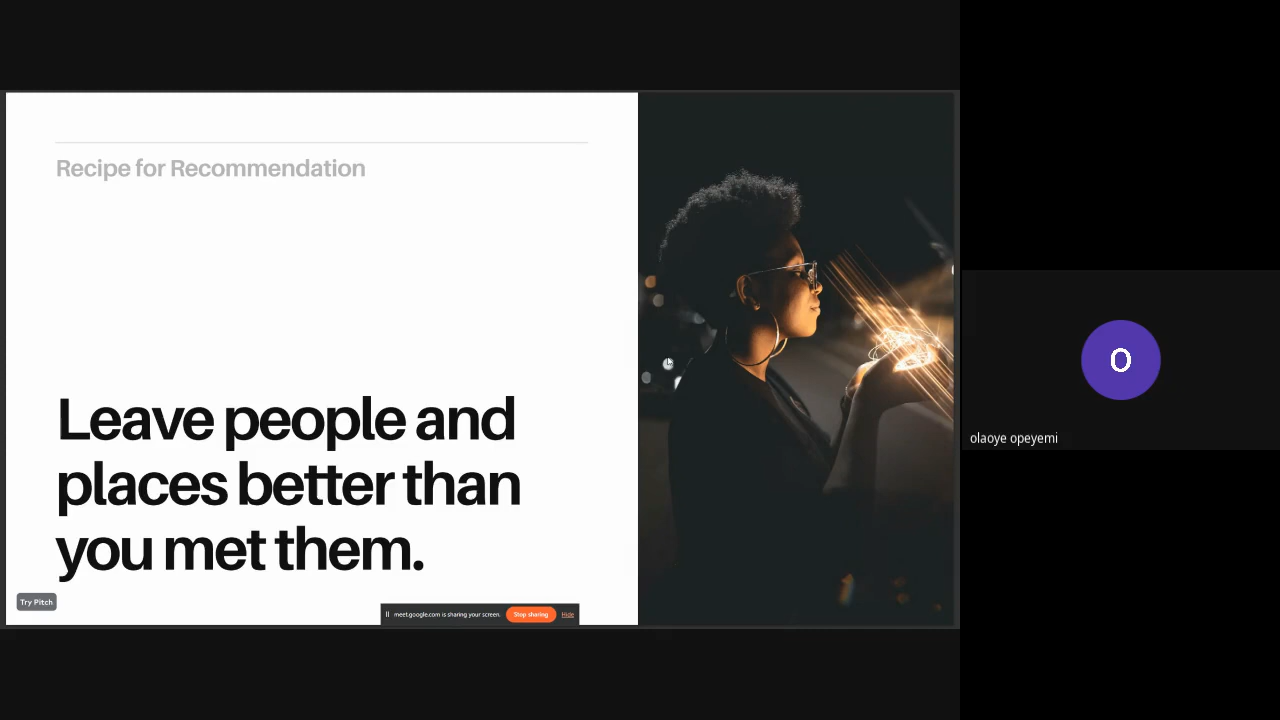 Recipe for Recommendation
Leave people and
places better than
you met them.
Try Pitch
meet.google.com is sharing your screen.
Stop sharing
Hide
O
olaoye opeyemi